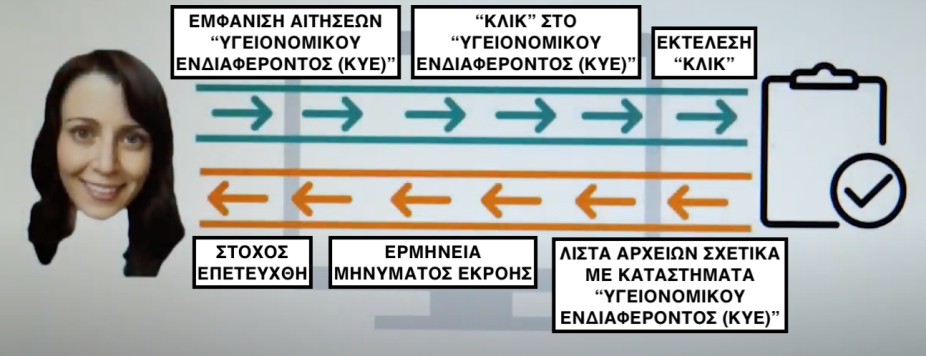 ΕΜΦΑΝΙΣΗ ΑΙΤΗΣΕΩΝ
“ΥΓΕΙΟΝΟΜΙΚΟΥ
ΕΝΔΙΑΦΕΡΟΝΤΟΣ (ΚΥΕ)”
“ΚΛΙΚ” ΣΤΟ
“ΥΓΕΙΟΝΟΜΙΚΟΥ
ΕΝΔΙΑΦΕΡΟΝΤΟΣ (ΚΥΕ)”
ΕΚΤΕΛΕΣΗ
“ΚΛΙΚ”
ΣΤΟΧΟΣ
ΕΠΕΤΕΥΧΘΗ
ΕΡΜΗΝΕΙΑ
ΜΗΝΥΜΑΤΟΣ ΕΚΡΟΗΣ
ΛΙΣΤΑ ΑΡΧΕΙΩΝ ΣΧΕΤΙΚΑ
ΜΕ ΚΑΤΑΣΤΗΜΑΤΑ
“ΥΓΕΙΟΝΟΜΙΚΟΥ
ΕΝΔΙΑΦΕΡΟΝΤΟΣ (ΚΥΕ)”